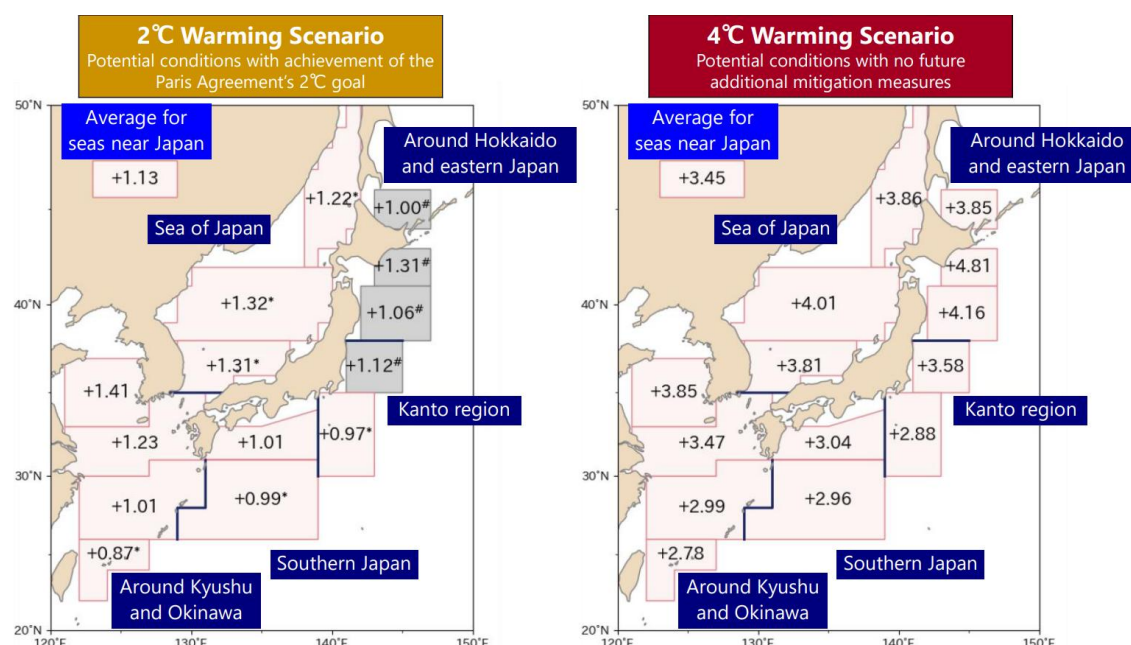 2℃ Warming Scenario
Potential conditions with achievement of the
Paris Agreement's 2℃ goal
50°N
40°N
30°N
20°N
120°E
130°E
140°E
150°E
Average for
seas near Japan
+1.13
Around Hokkaido
and eastern Japan
Sea of Japan
+1.22*
+1.00#
+1.31#
+1.32*
+1.06#
+1.31*
+1.12#
+1.41
Kanto region
+1.23
+1.01
+0.97*
+1.01
+0.99*
+0.87*
Southern Japan
Around Kyushu
and Okinawa
4℃ Warming Scenario
Potential conditions with no future
additional mitigation measures
50°N
40°N
30°N
20°N
120°E
130°E
140°E
150°E
Average for
seas near Japan
+3.45
Around Hokkaido
and eastern Japan
Sea of Japan
+3.86
+3.85
+4.81
+4.01
+4.16
+3.81
+3.58
+3.85
Kanto region
+3.47
+3.04
+2.88
+2.99
+2.96
+2.78
Southern Japan
Around Kyushu
and Okinawa